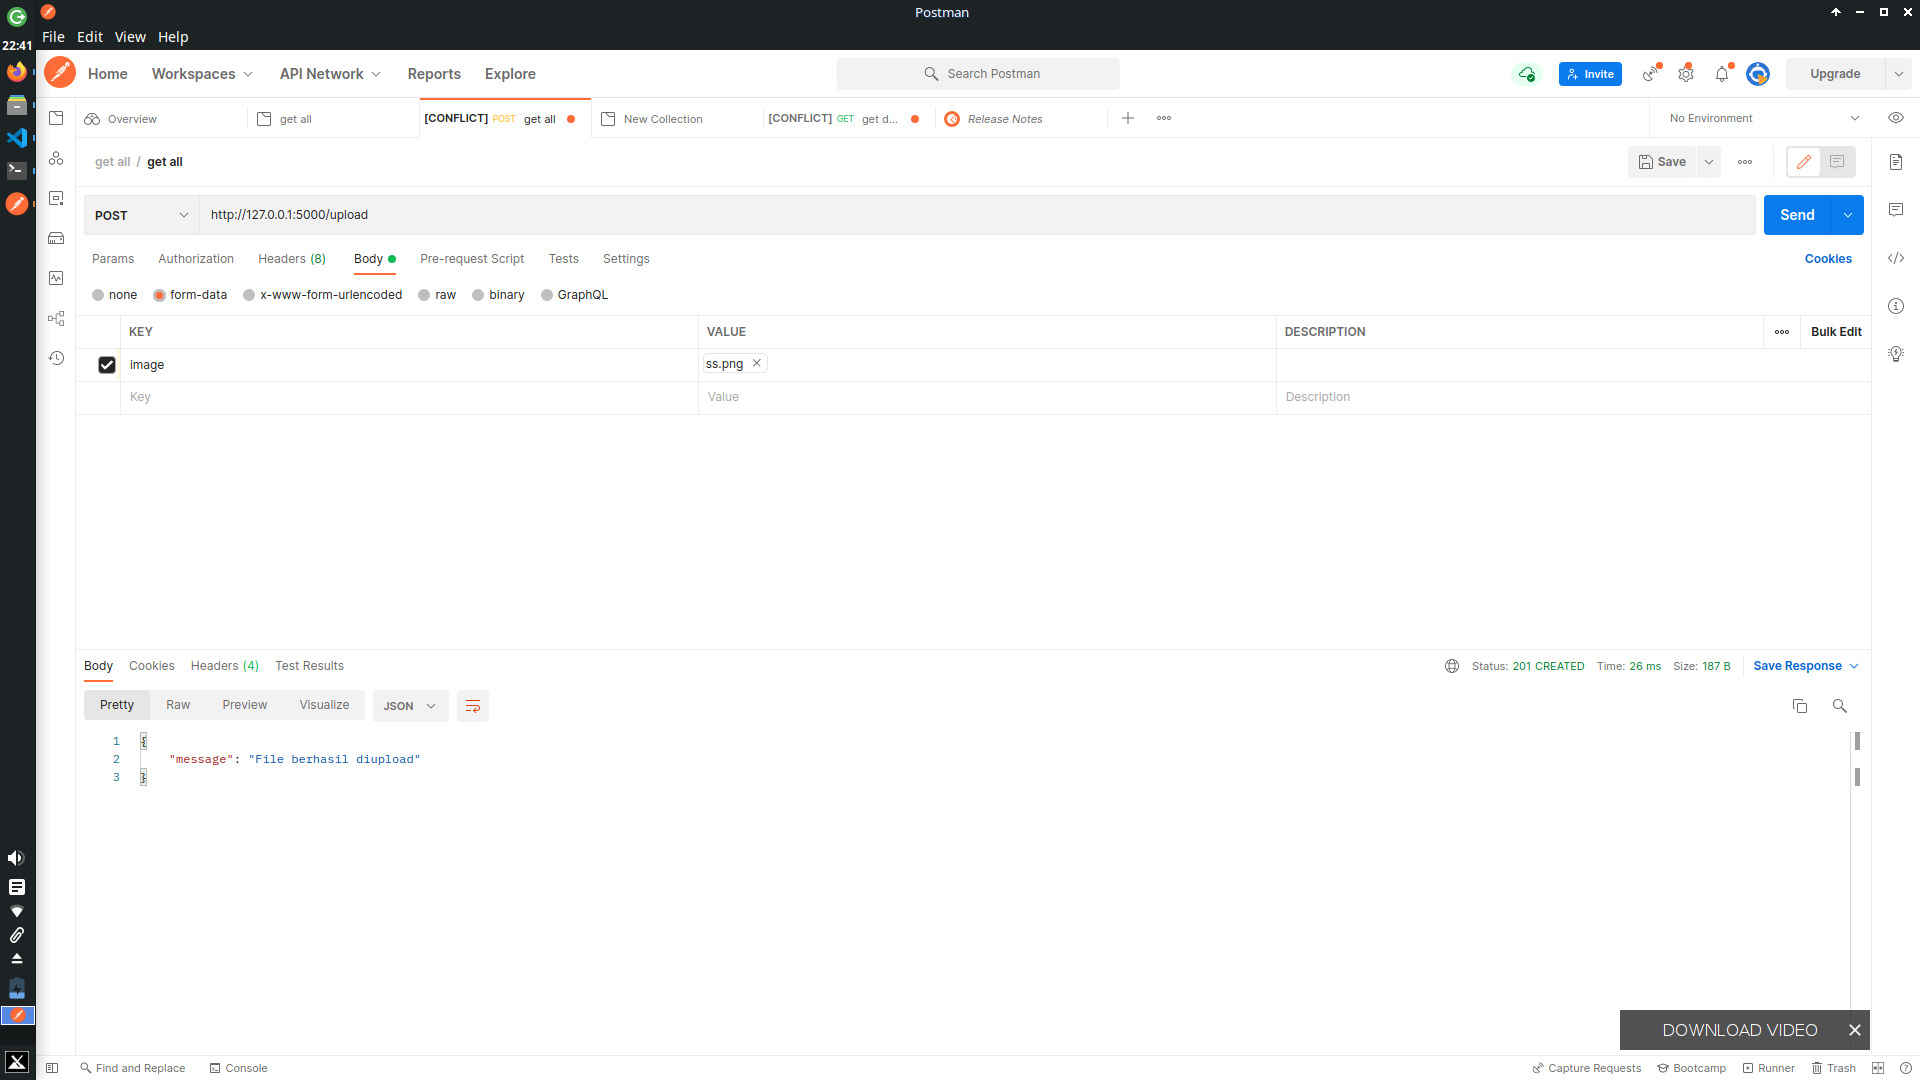 Postman
22:41
File Edit View Help
Home Workspaces API Network Reports Explore Search Postman Invite Upgrade
Overview get all [CONFLICT] POST get all New Collection [CONFLICT] GET get d... Release Notes No Environment
get all / get all Save
POST http://127.0.0.1:5000/upload Send
Params Authorization Headers (8) Body Pre-request Script Tests Settings Cookies
none form-data x-www-form-urlencoded raw binary GraphQL
KEY VALUE DESCRIPTION Bulk Edit
image ss.png
Key Value Description
Body Cookies Headers (4) Test Results Status: 201 CREATED Time: 26 ms Size: 187 B Save Response
Pretty Raw Preview Visualize JSON
1 {
2 "message": "File berhasil diupload"
3 }
DOWNLOAD VIDEO
Find and Replace Console Capture Requests Bootcamp Runner Trash